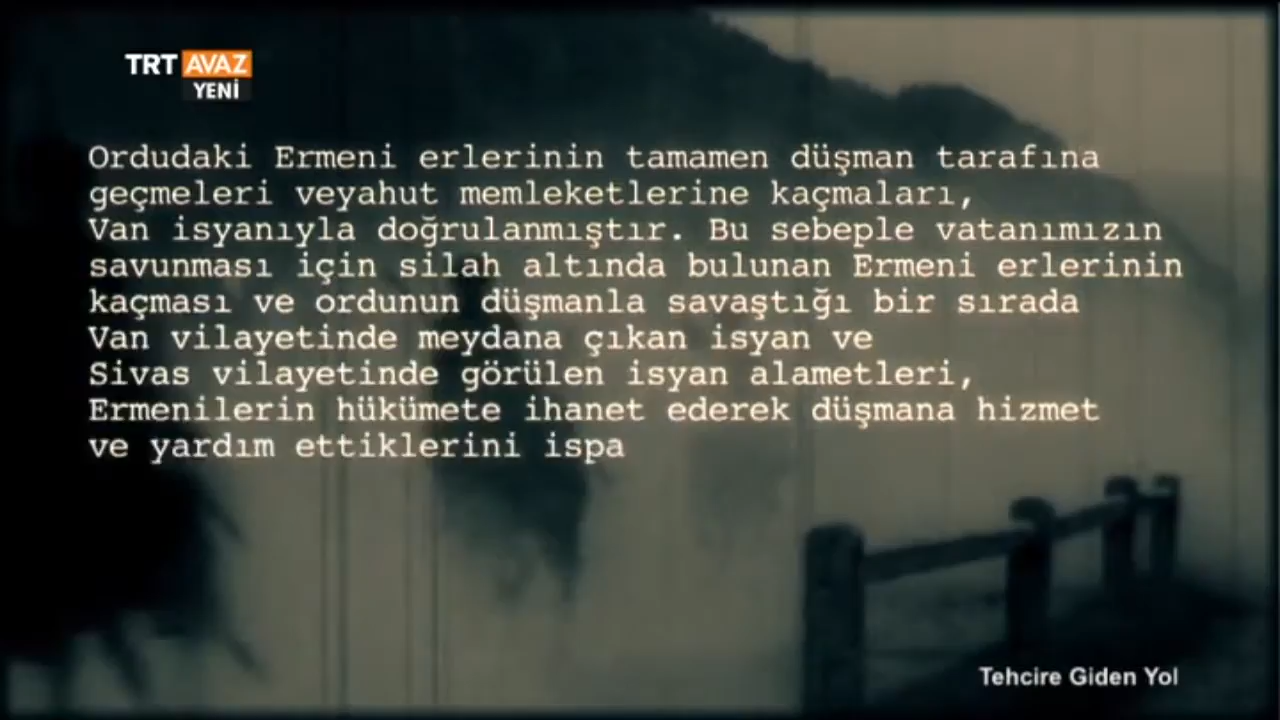 TRT AVAZ
YENİ
Ordudaki Ermeni erlerinin tamamen düşman tarafına
geçmeleri veyahut memleketlerine kaçmaları,
Van isyanıyla doğrulanmıştır. Bu sebeple vatanımızın
savunması için silah altında bulunan Ermeni erlerinin
kaçması ve ordunun düşmanla savaştığı bir sırada
Van vilayetinde meydana çıkan isyan ve
Sivas vilayetinde görülen isyan alametleri,
Ermenilerin hükümete ihanet ederek düşmana hizmet
ve yardım ettiklerini ispa
Tehcire Giden Yol